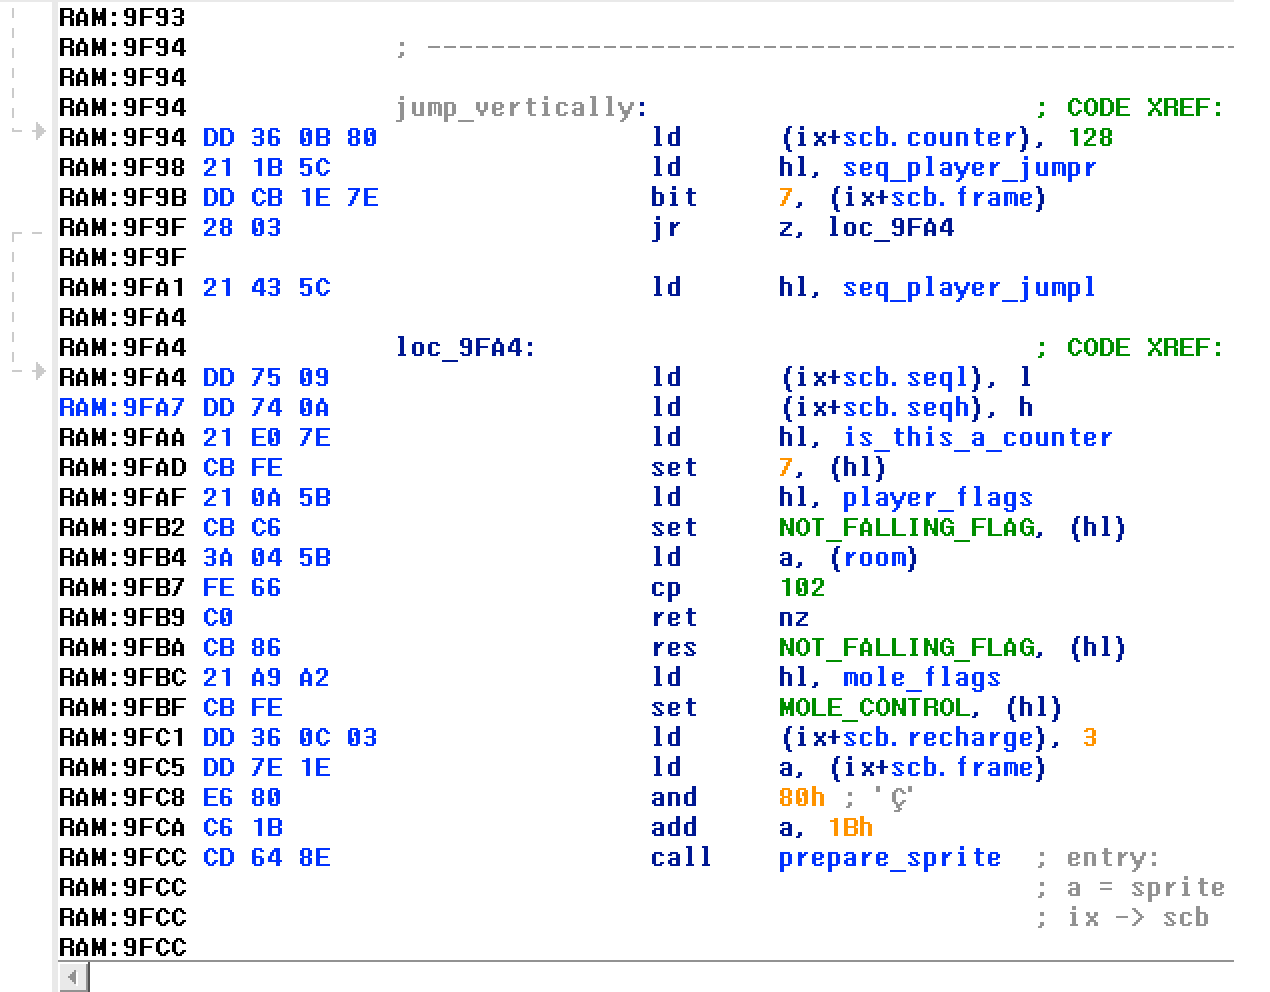 RAM:9F93
RAM:9F94 ; ---------------------------------------------------
RAM:9F94
RAM:9F94 jump_vertically: ; CODE XREF:
RAM:9F94 DD 36 0B 80 ld (ix+scb.counter), 128
RAM:9F98 21 1B 5C ld hl, seq_player_jumpr
RAM:9F9B DD CB 1E 7E bit 7, (ix+scb.frame)
RAM:9F9F 28 03 jr z, loc_9FA4
RAM:9F9F
RAM:9FA1 21 43 5C ld hl, seq_player_jumpl
RAM:9FA4
RAM:9FA4 loc_9FA4: ; CODE XREF:
RAM:9FA4 DD 75 09 ld (ix+scb.seql), l
RAM:9FA7 DD 74 0A ld (ix+scb.seqh), h
RAM:9FAA 21 E0 7E ld hl, is_this_a_counter
RAM:9FAD CB FE set 7, (hl)
RAM:9FAF 21 0A 5B ld hl, player_flags
RAM:9FB2 CB C6 set NOT_FALLING_FLAG, (hl)
RAM:9FB4 3A 04 5B ld a, (room)
RAM:9FB7 FE 66 cp 102
RAM:9FB9 C0 ret nz
RAM:9FBA CB 86 res NOT_FALLING_FLAG, (hl)
RAM:9FBC 21 A9 A2 ld hl, mole_flags
RAM:9FBF CB FE set MOLE_CONTROL, (hl)
RAM:9FC1 DD 36 0C 03 ld (ix+scb.recharge), 3
RAM:9FC5 DD 7E 1E ld a, (ix+scb.frame)
RAM:9FC8 E6 80 and 80h ; 'Ç'
RAM:9FCA C6 1B add a, 1Bh
RAM:9FCC CD 64 8E call prepare_sprite ; entry:
RAM:9FCC ; a = sprite
RAM:9FCC ; ix -> scb
RAM:9FCC